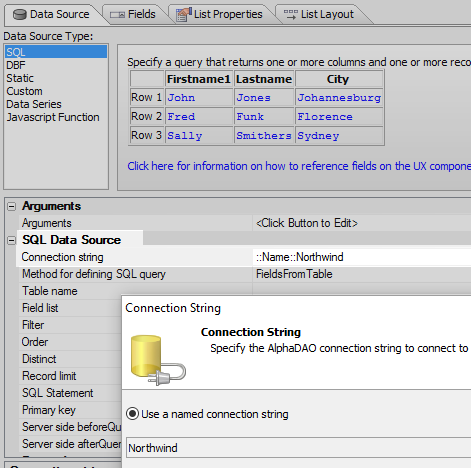 Data Source Fields List Properties List Layout
Data Source Type:
SQL
DBF
Static
Custom
Data Series
Javascript Function
Specify a query that returns one or more columns and one or more reco
Firstname1 Lastname City
Row 1 John Jones Johannesburg
Row 2 Fred Funk Florence
Row 3 Sally Smithers Sydney
Click here for information on how to reference fields on the UX compone
Arguments
Arguments <Click Button to Edit>
SQL Data Source
Connection string ::Name::Northwind
Method for defining SQL query FieldsFromTable
Table name
Field list
Filter
Order
Distinct
Record limit
SQL Statement
Primary key
Server side beforeQu
Server side afterQuer
Connection String
Connection String
Specify the AlphaDAO connection string to connect to
Use a named connection string
Northwind